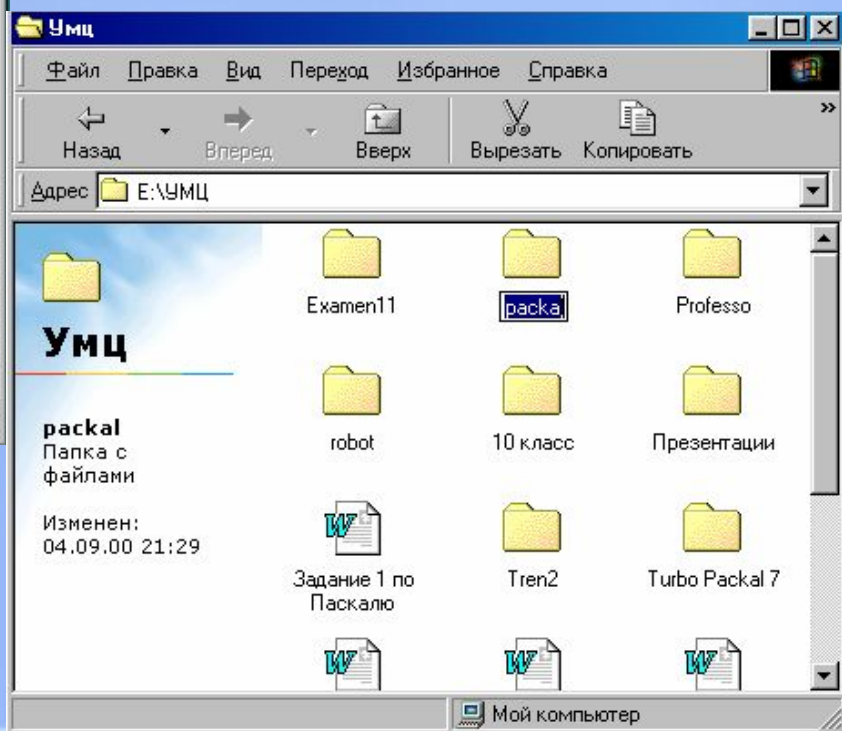 Умц
Файл Правка Вид Переход Избранное Справка
»
Назад Вперед Вверх Вырезать Копировать
Адрес E:\УМЦ
Умц
packal
Папка с
файлами
Изменен:
04.09.00 21:29
Examen11 packal Professo
robot 10 класс Презентации
Задание 1 по
Паскалю
Tren2 Turbo Packal 7
Мой компьютер